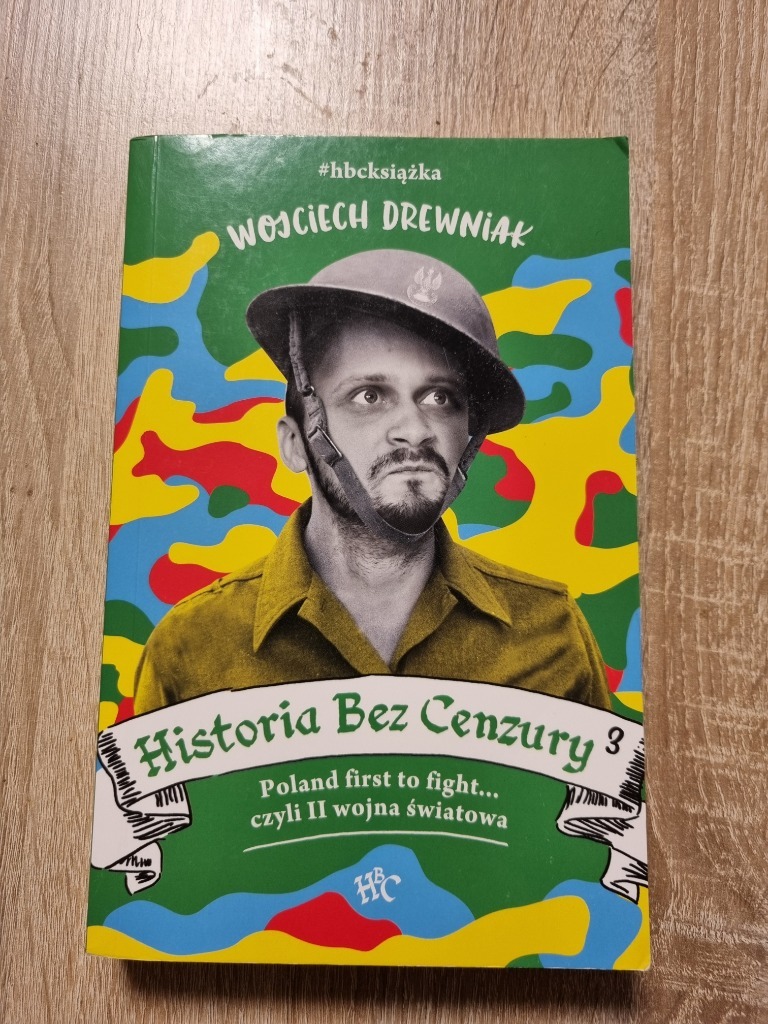 #hbcksiążka
WOJCIECH DREWNIAK
Historia Bez Cenzury 3
Poland first to fight...
czyli II wojna światowa
HBC